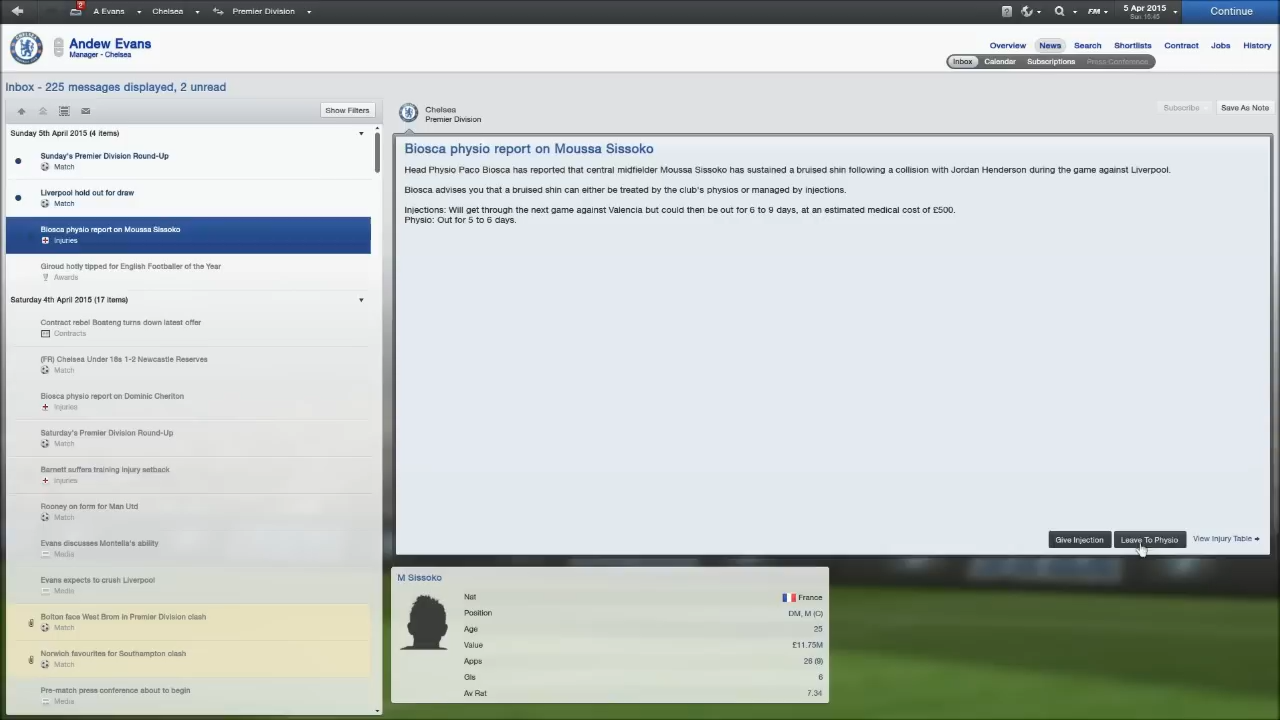 2
A Evans
Chelsea
Premier Division
FM
5 Apr 2015
Sun 10:45
Continue
Andew Evans
Manager - Chelsea
Overview
News
Search
Shortlists
Contract
Jobs
History
Inbox
Calendar
Subscriptions
Press Conference
Inbox - 225 messages displayed, 2 unread
Show Filters
Sunday 5th April 2015 (4 items)
Sunday's Premier Division Round-Up
Match
Liverpool hold out for draw
Match
Biosca physio report on Moussa Sissoko
Injuries
Giroud hotly tipped for English Footballer of the Year
Awards
Saturday 4th April 2015 (17 items)
Contract rebel Boateng turns down latest offer
Contracts
(FR) Chelsea Under 18s 1-2 Newcastle Reserves
Match
Biosca physio report on Dominic Cheriton
Injuries
Saturday's Premier Division Round-Up
Match
Barnett suffers training injury setback
Injuries
Rooney on form for Man Utd
Match
Evans discusses Montella's ability
Media
Evans expects to crush Liverpool
Media
Bolton face West Brom in Premier Division clash
Match
Norwich favourites for Southampton clash
Match
Pre-match press conference about to begin
Media
Chelsea
Premier Division
Subscribe
Save As Note
Biosca physio report on Moussa Sissoko
Head Physio Paco Biosca has reported that central midfielder Moussa Sissoko has sustained a bruised shin following a collision with Jordan Henderson during the game against Liverpool.
Biosca advises you that a bruised shin can either be treated by the club's physios or managed by injections.
Injections: Will get through the next game against Valencia but could then be out for 6 to 9 days, at an estimated medical cost of £500.
Physio: Out for 5 to 6 days.
Give Injection
Leave To Physio
View Injury Table
M Sissoko
Nat France
Position DM, M (C)
Age 25
Value £11.75M
Apps 26 (9)
Gls 6
Av Rat 7.34